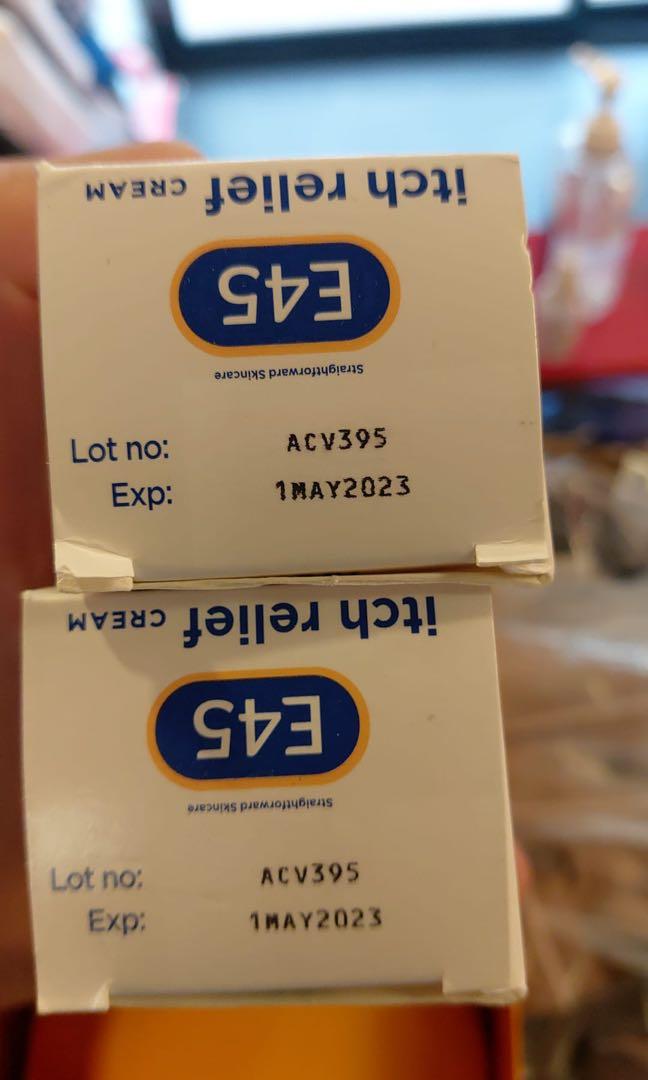 itch relief CREAM
E45
Straightforward Skincare
Lot no: ACV395
Exp: 1MAY2023
itch relief CREAM
E45
Straightforward Skincare
Lot no: ACV395
Exp: 1MAY2023